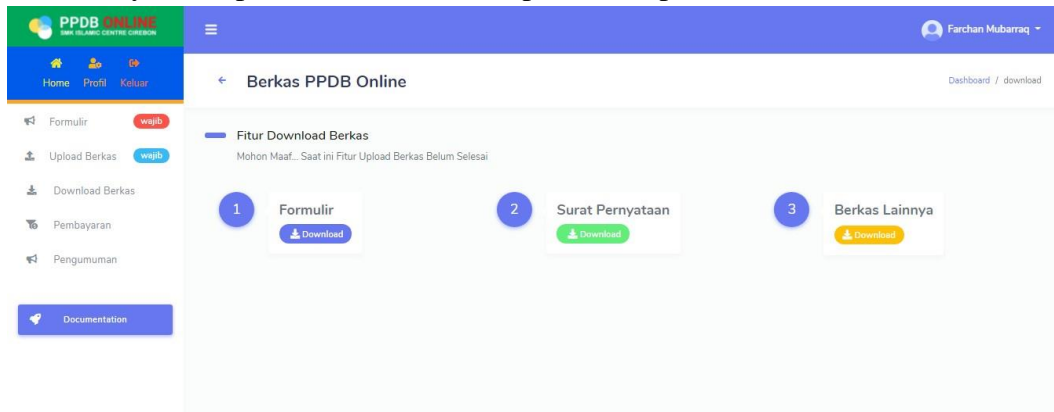 PPDB ONLINE
SMK ISLAMIC CENTRE CIREBON
Farchan Mubarraq
Home Profil Keluar
Berkas PPDB Online
Dashboard / download
Formulir wajib
Upload Berkas wajib
Download Berkas
Pembayaran
Pengumuman
Documentation
Fitur Download Berkas
Mohon Maaf... Saat ini Fitur Upload Berkas Belum Selesai
1 Formulir
Download
2 Surat Pernyataan
Download
3 Berkas Lainnya
Download